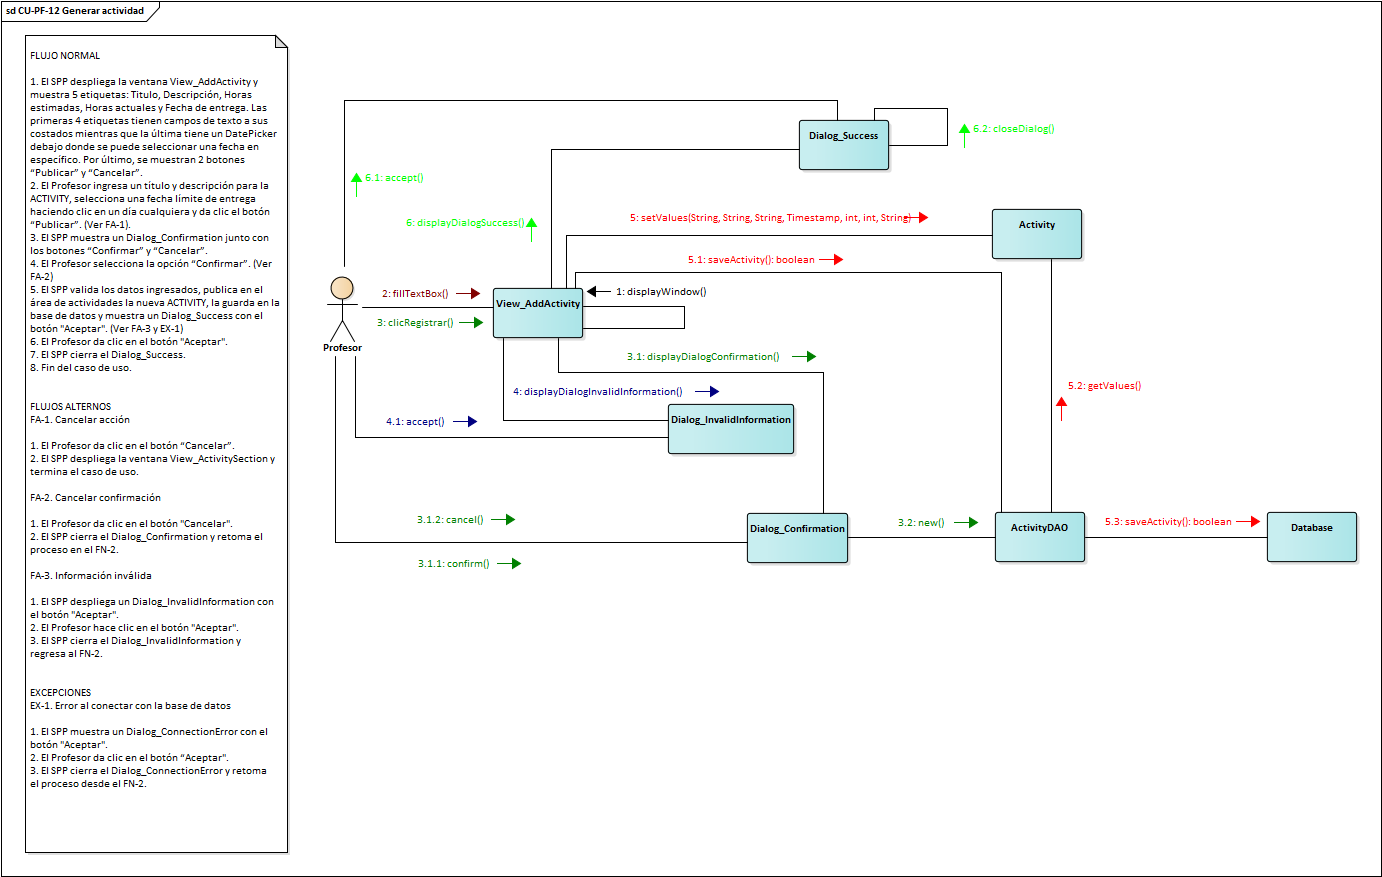 sd CU-PF-12 Generar actividad
FLUJO NORMAL
1. El SPP despliega la ventana View_AddActivity y
muestra 5 etiquetas: Titulo, Descripción, Horas
estimadas, Horas actuales y Fecha de entrega. Las
primeras 4 etiquetas tienen campos de texto a sus
costados mientras que la última tiene un DatePicker
debajo donde se puede seleccionar una fecha en
específico. Por último, se muestran 2 botones
“Publicar” y “Cancelar”.
2. El Profesor ingresa un título y descripción para la
ACTIVITY, selecciona una fecha límite de entrega
haciendo clic en un día cualquiera y da clic el botón
“Publicar”. (Ver FA-1).
3. El SPP muestra un Dialog_Confirmation junto con
los botones “Confirmar” y “Cancelar”.
4. El Profesor selecciona la opción “Confirmar”. (Ver
FA-2)
5. El SPP valida los datos ingresados, publica en el
área de actividades la nueva ACTIVITY, la guarda en la
base de datos y muestra un Dialog_Success con el
botón "Aceptar". (Ver FA-3 y EX-1)
6. El Profesor da clic en el botón "Aceptar".
7. El SPP cierra el Dialog_Success.
8. Fin del caso de uso.
FLUJOS ALTERNOS
FA-1. Cancelar acción
1. El Profesor da clic en el botón “Cancelar”.
2. El SPP despliega la ventana View_ActivitySection y
termina el caso de uso.
FA-2. Cancelar confirmación
1. El Profesor da clic en el botón "Cancelar".
2. El SPP cierra el Dialog_Confirmation y retoma el
proceso en el FN-2.
FA-3. Información inválida
1. El SPP despliega un Dialog_InvalidInformation con
el botón "Aceptar".
2. El Profesor hace clic en el botón "Aceptar".
3. El SPP cierra el Dialog_InvalidInformation y
regresa al FN-2.
EXCEPCIONES
EX-1. Error al conectar con la base de datos
1. El SPP muestra un Dialog_ConnectionError con el
botón "Aceptar".
2. El Profesor da clic en el botón “Aceptar".
3. El SPP cierra el Dialog_ConnectionError y retoma
el proceso desde el FN-2.
Dialog_Success
6.2: closeDialog()
6.1: accept()
6: displayDialogSuccess()
5: setValues(String, String, String, Timestamp, int, int, String)
Activity
5.1: saveActivity(): boolean
Profesor
2: fillTextBox()
3: clicRegistrar()
View_AddActivity
1: displayWindow()
3.1: displayDialogConfirmation()
4: displayDialogInvalidInformation()
4.1: accept()
Dialog_InvalidInformation
5.2: getValues()
3.1.2: cancel()
3.1.1: confirm()
Dialog_Confirmation
3.2: new()
ActivityDAO
5.3: saveActivity(): boolean
Database